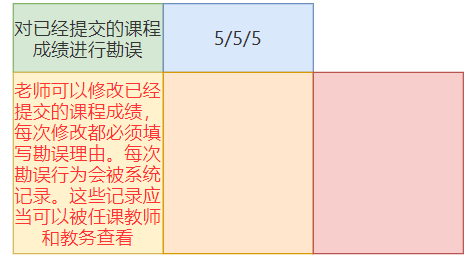 对已经提交的课程
成绩进行勘误
5/5/5
老师可以修改已经
提交的课程成绩，
每次修改都必须填
写勘误理由。每次
勘误行为会被系统
记录。这些记录应
当可以被任课教师
和教务查看